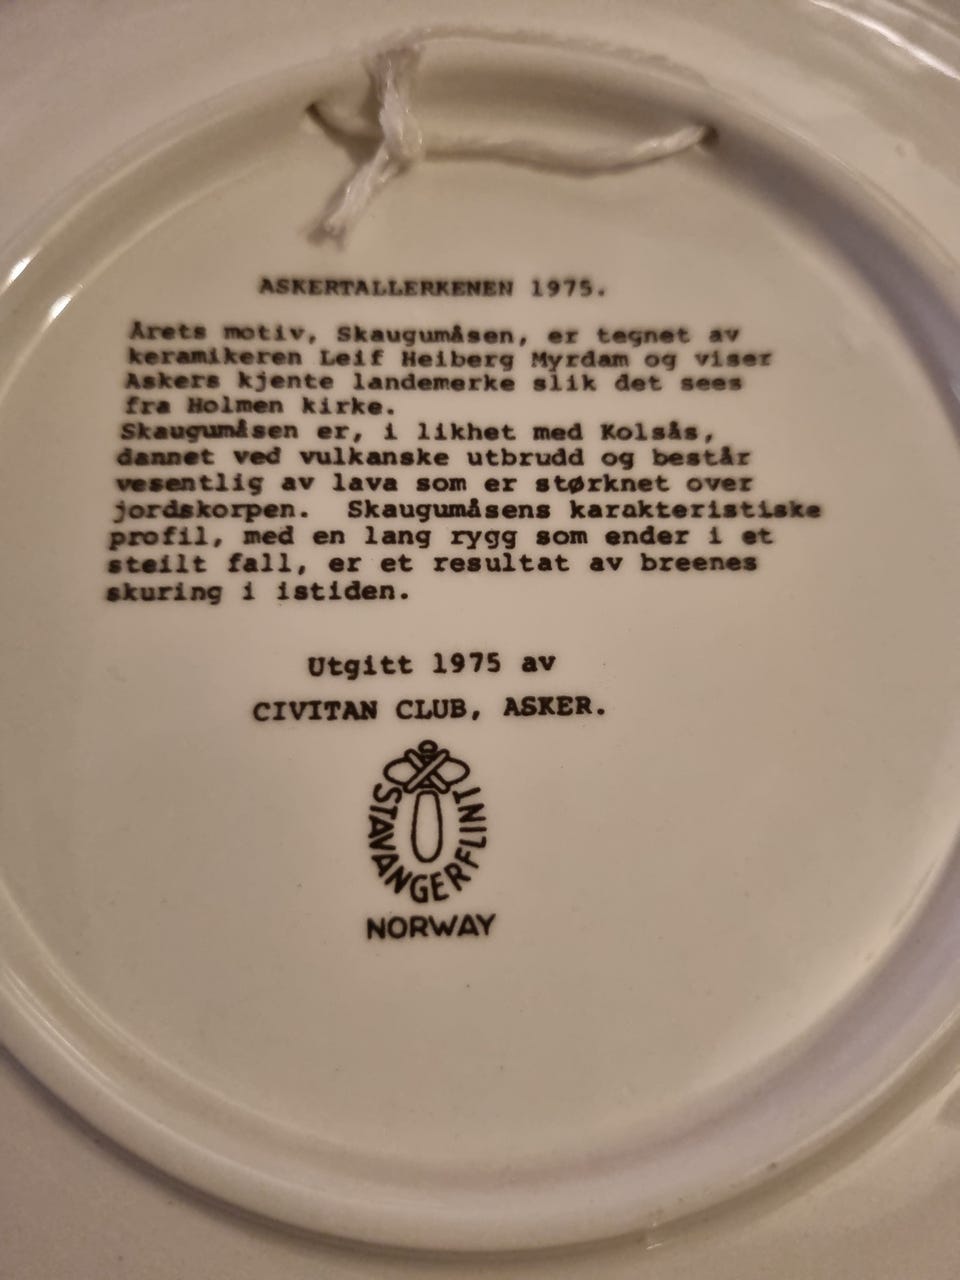 ASKERTALLERKENEN 1975.
Årets motiv, Skaugumåsen, er tegnet av
keramikeren Leif Heiberg Myrdam og viser
Askers kjente landemerke slik det sees
fra Holmen kirke.
Skaugumåsen er, i likhet med Kolsås,
dannet ved vulkanske utbrudd og består
vesentlig av lava som er størknet over
jordskorpen. Skaugumåsens karakteristiske
profil, med en lang rygg som ender i et
steilt fall, er et resultat av breenes
skuring i istiden.
Utgitt 1975 av
CIVITAN CLUB, ASKER.
STAVANGERFLINT
NORWAY